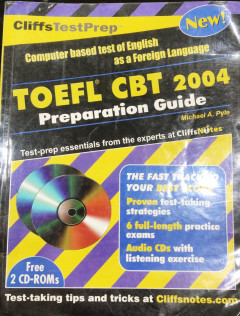 CliffsTestPrep
New!
Computer based test of English
as a Foreign Language
TOEFL® CBT 2004
Preparation Guide
Michael A. Pyle
Test-prep essentials from the experts at CliffsNotes
THE FAST TRACK TO
YOUR BEST SCORE
Proven test-taking
strategies
6 full-length practice
exams
Audio CDs with
listening exercise
Free
2 CD-ROMs
Test-taking tips and tricks at Cliffsnotes.com